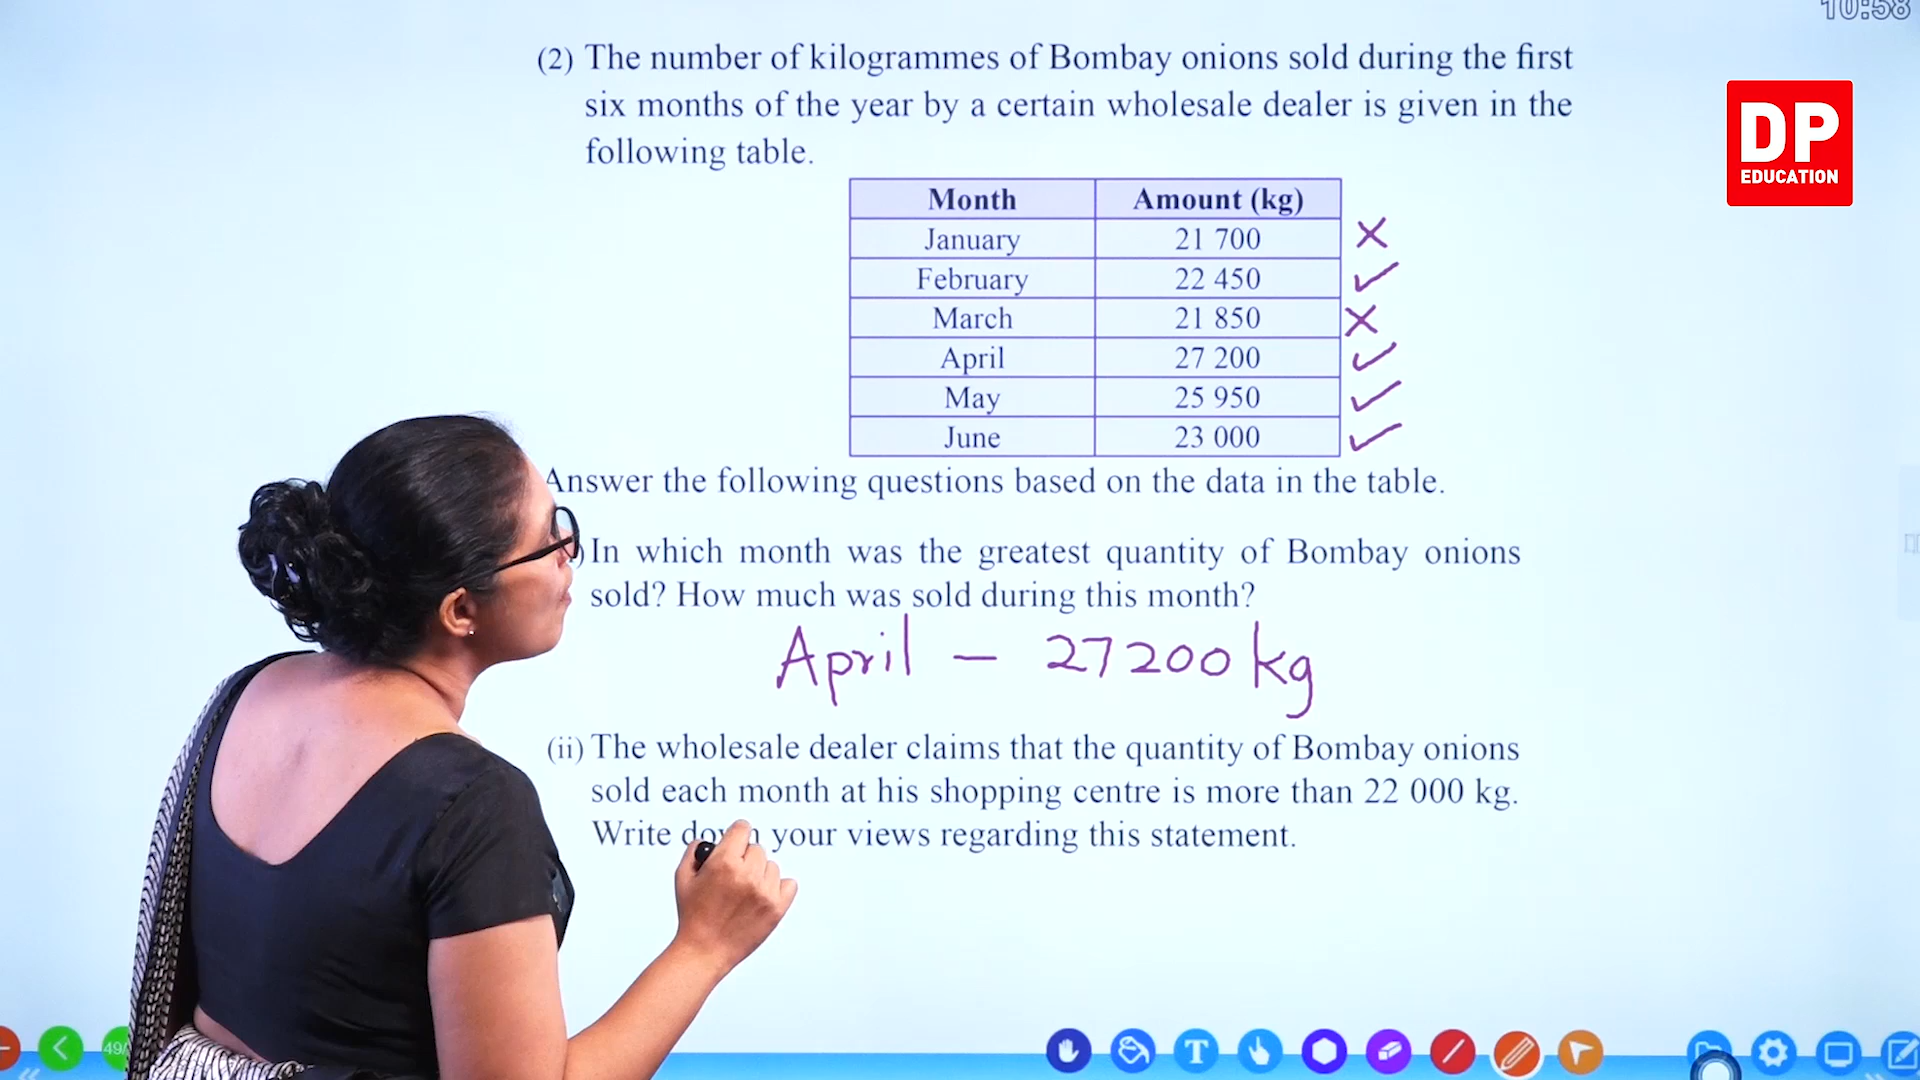 10:58
(2) The number of kilogrammes of Bombay onions sold during the first
six months of the year by a certain wholesale dealer is given in the
following table.
DP
EDUCATION
Month Amount (kg)
January 21 700
February 22 450
March 21 850
April 27 200
May 25 950
June 23 000
Answer the following questions based on the data in the table.
In which month was the greatest quantity of Bombay onions
sold? How much was sold during this month?
April – 27200 kg
(ii) The wholesale dealer claims that the quantity of Bombay onions
sold each month at his shopping centre is more than 22 000 kg.
Write down your views regarding this statement.
49/
T